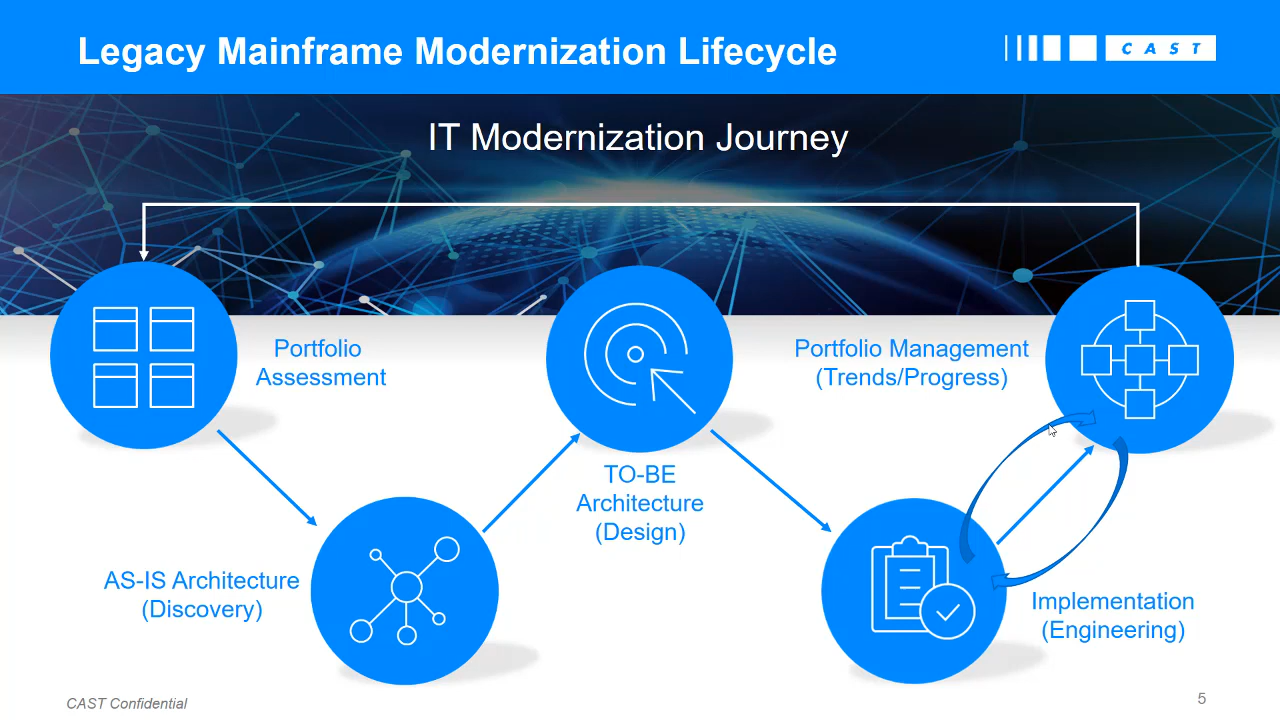 Legacy Mainframe Modernization Lifecycle
CAST
IT Modernization Journey
Portfolio
Assessment
Portfolio Management
(Trends/Progress)
TO-BE
Architecture
(Design)
AS-IS Architecture
(Discovery)
Implementation
(Engineering)
CAST Confidential
5